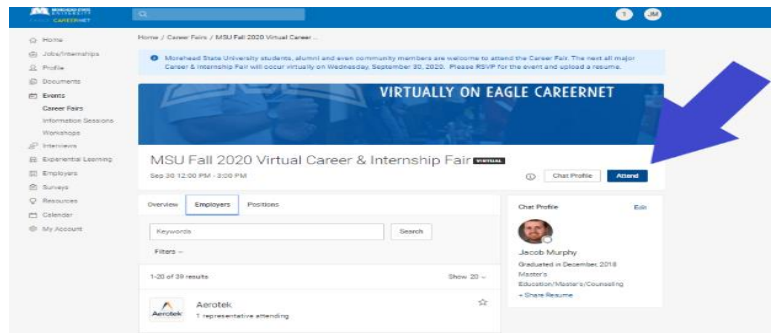 MOREHEAD STATE UNIVERSITY
EAGLE CAREERNET
1 JM
Home
Jobs/Internships
Profile
Documents
Events
Career Fairs
Information Sessions
Workshops
Interviews
Experiential Learning
Employers
Surveys
Resources
Calendar
My Account
Home / Career Fairs / MSU Fall 2020 Virtual Career ...
Morehead State University students, alumni and even community members are welcome to attend the Career Fair. The next all major
Career & Internship Fair will occur virtually on Wednesday, September 30, 2020. Please RSVP for the event and upload a resume.
VIRTUALLY ON EAGLE CAREERNET
MSU Fall 2020 Virtual Career & Internship Fair VIRTUAL
Sep 30 12:00 PM - 3:00 PM
Chat Profile Attend
Overview Employers Positions
Keywords Search
Filters
1-20 of 39 results Show 20
Aerotek
Aerotek
1 representative attending
Chat Profile Edit
Jacob Murphy
Graduated in December, 2018
Master's
Education/Master's/Counseling
+ Share Resume